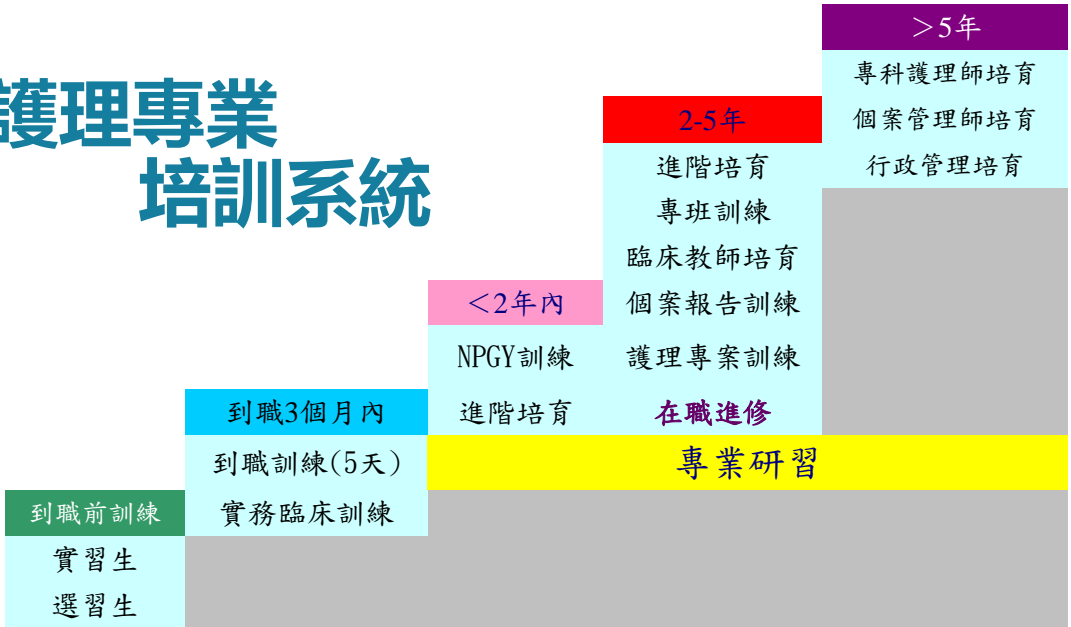 護理專業
培訓系統
到職前訓練
實習生
選習生
到職3個月內
到職訓練(5天)
實務臨床訓練
＜2年內
NPGY訓練
進階培育
2-5年
進階培育
專班訓練
臨床教師培育
個案報告訓練
護理專案訓練
在職進修
＞5年
專科護理師培育
個案管理師培育
行政管理培育
專業研習